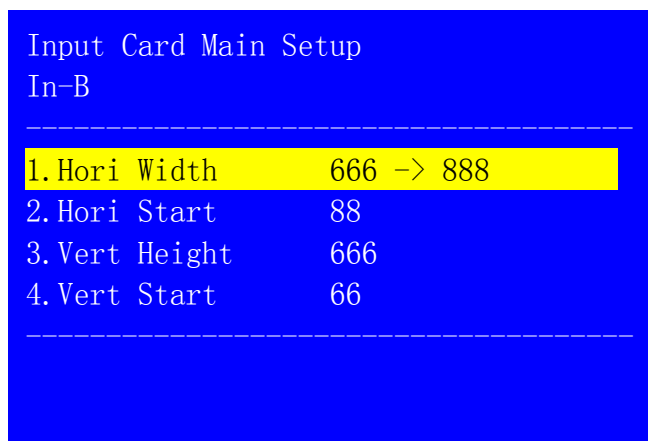 Input Card Main Setup
In-B
--------------------------------------
1.Hori Width 666 -> 888
2.Hori Start 88
3.Vert Height 666
4.Vert Start 66
--------------------------------------